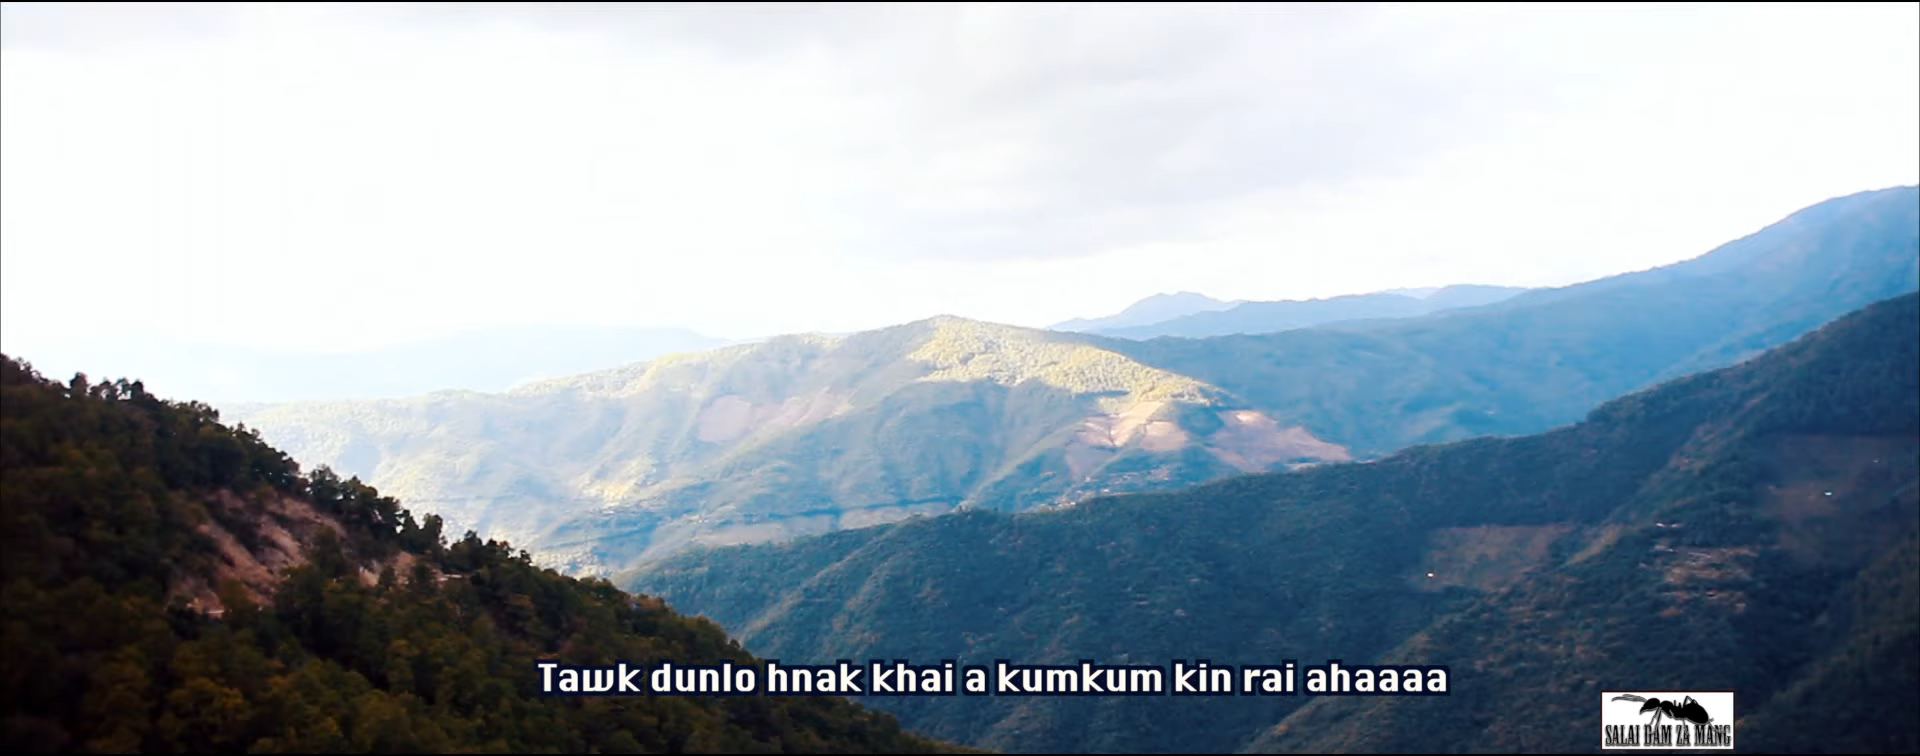 Tawk dunlo hnak khai a kumkum kin rai ahaaaa
SALAI DAM ZA MANG